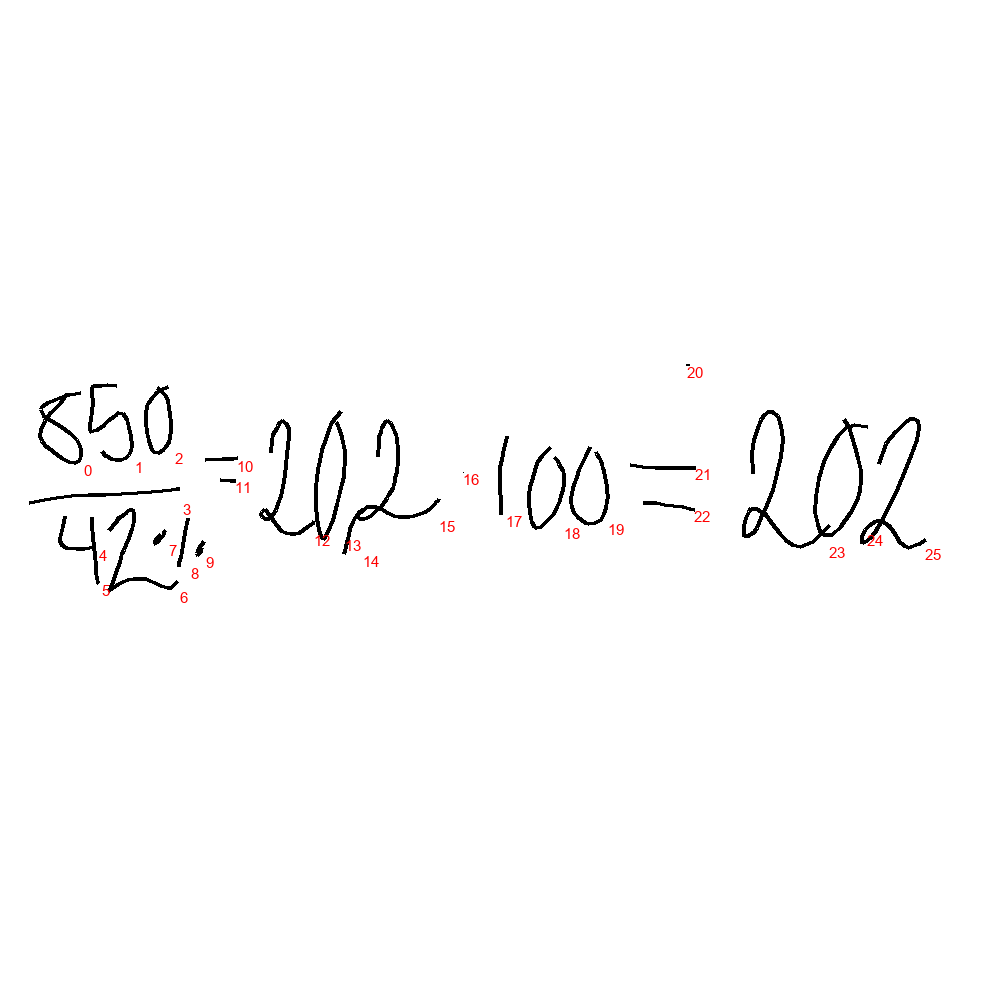 850
42% = 20,2 · 100 = 202